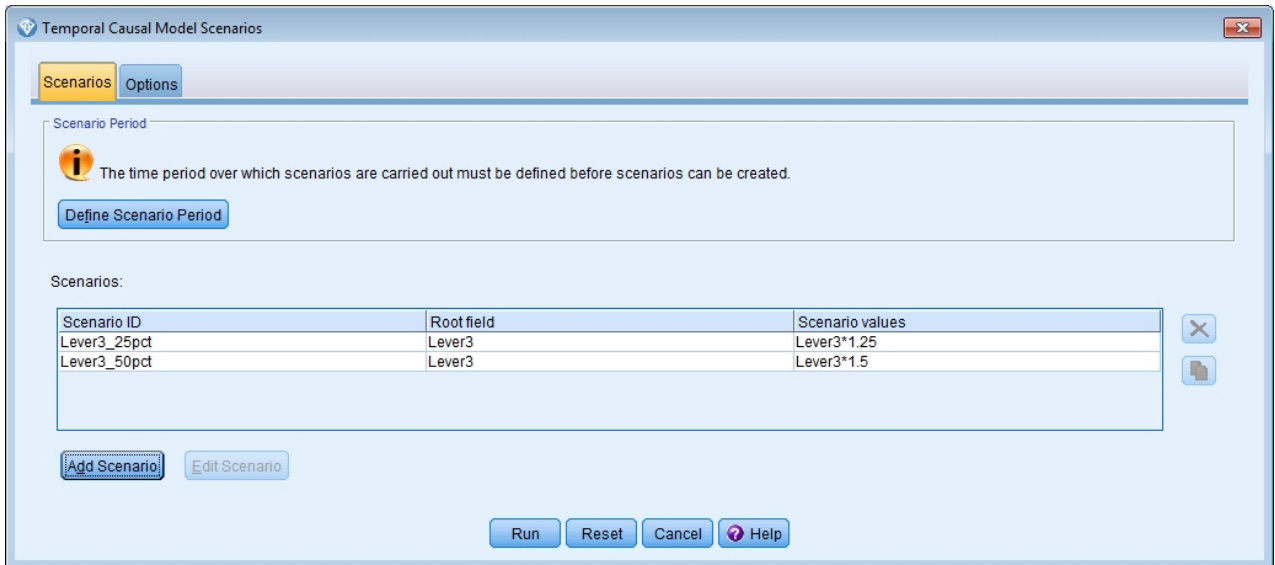 Temporal Causal Model Scenarios
Scenarios Options
Scenario Period
The time period over which scenarios are carried out must be defined before scenarios can be created.
Define Scenario Period
Scenarios:
Scenario ID Root field Scenario values
Lever3_25pct Lever3 Lever3*1.25
Lever3_50pct Lever3 Lever3*1.5
Add Scenario Edit Scenario
Run Reset Cancel Help